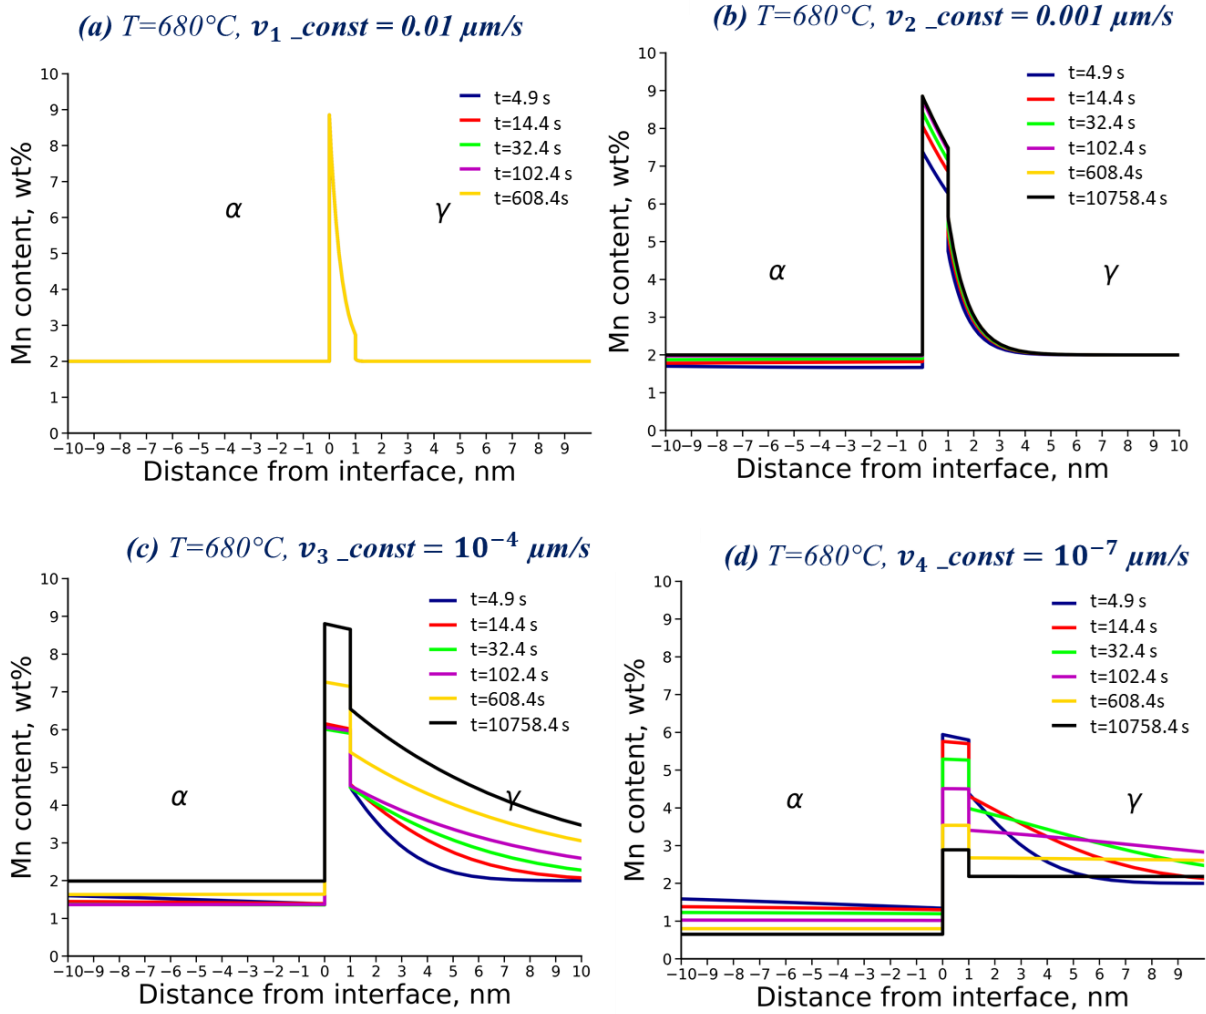 (a) T=680°C, v₁ _const = 0.01 μm/s
10
9
8
7
6
5
4
3
2
1
0
Mn content, wt%
t=4.9 s
t=14.4 s
t=32.4 s
t=102.4 s
t=608.4s
α
γ
−10−9 −8 −7 −6 −5 −4 −3 −2 −1 0 1 2 3 4 5 6 7 8 9
Distance from interface, nm
(b) T=680°C, v₂ _const = 0.001 μm/s
10
9
8
7
6
5
4
3
2
1
0
Mn content, wt%
t=4.9 s
t=14.4 s
t=32.4 s
t=102.4 s
t=608.4s
t=10758.4 s
α
γ
−10−9 −8 −7 −6 −5 −4 −3 −2 −1 0 1 2 3 4 5 6 7 8 9 10
Distance from interface, nm
(c) T=680°C, v₃ _const = 10⁻⁴ μm/s
10
9
8
7
6
5
4
3
2
1
0
Mn content, wt%
t=4.9 s
t=14.4 s
t=32.4 s
t=102.4 s
t=608.4s
t=10758.4 s
α
γ
−10−9 −8 −7 −6 −5 −4 −3 −2 −1 0 1 2 3 4 5 6 7 8 9 10
Distance from interface, nm
(d) T=680°C, v₄ _const = 10⁻⁷ μm/s
10
9
8
7
6
5
4
3
2
1
0
Mn content, wt%
t=4.9 s
t=14.4 s
t=32.4 s
t=102.4 s
t=608.4s
t=10758.4 s
α
γ
−10−9 −8 −7 −6 −5 −4 −3 −2 −1 0 1 2 3 4 5 6 7 8 9
Distance from interface, nm